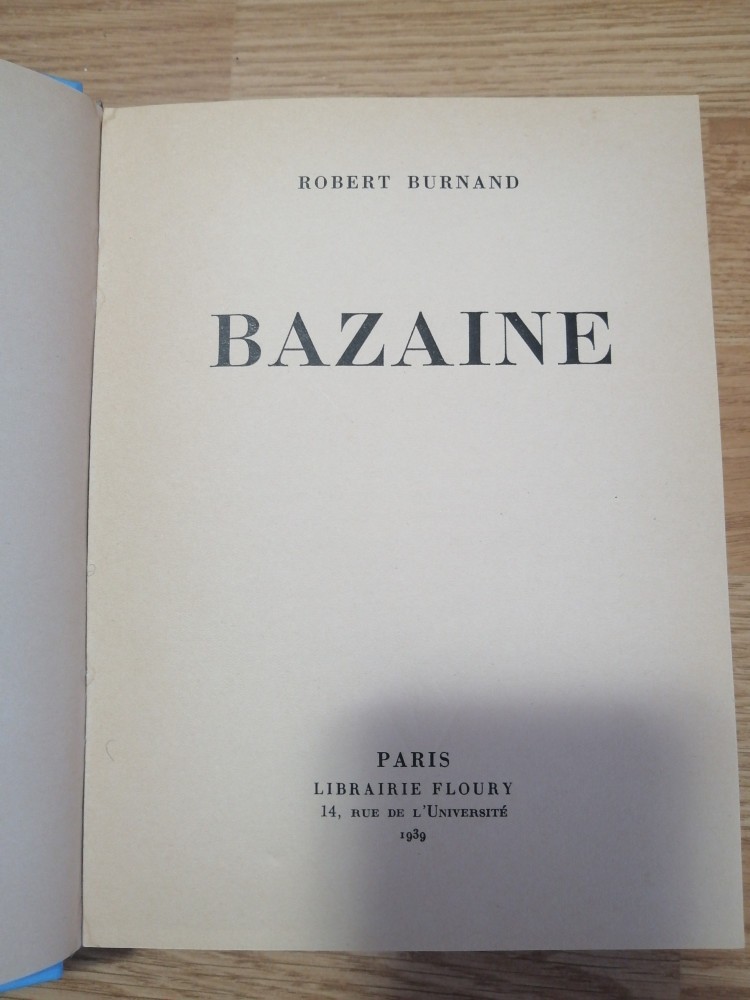 ROBERT BURNAND
BAZAINE
PARIS
LIBRAIRIE FLOURY
14, RUE DE L'UNIVERSITÉ
1939